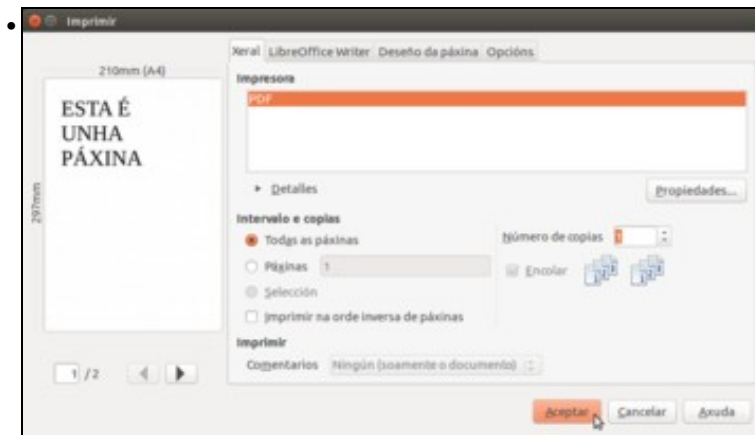 Imprimir
Xeral LibreOffice Writer Deseño da páxina Opcións
210mm (A4)
297mm
ESTA É
UNHA
PÁXINA
1 /2
Impresora
PDF
Detalles
Propiedades...
Intervalo e copias
Todas as páxinas
Páginas 1
Selección
Imprimir na orde inversa de páxinas
Número de copias 1
Encolar
Imprimir
Comentarios Ningún (soamente o documento)
Aceptar Cancelar Axuda